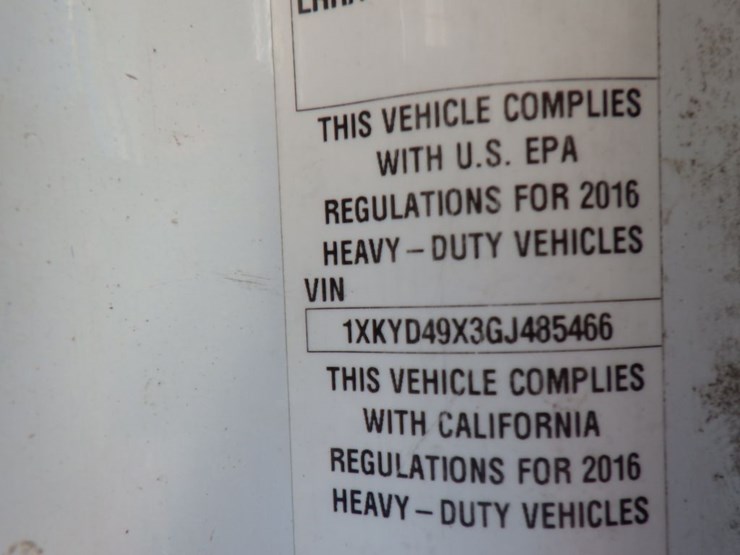 THIS VEHICLE COMPLIES
WITH U.S. EPA
REGULATIONS FOR 2016
HEAVY-DUTY VEHICLES
VIN
1XKYD49X3GJ485466
THIS VEHICLE COMPLIES
WITH CALIFORNIA
REGULATIONS FOR 2016
HEAVY-DUTY VEHICLES